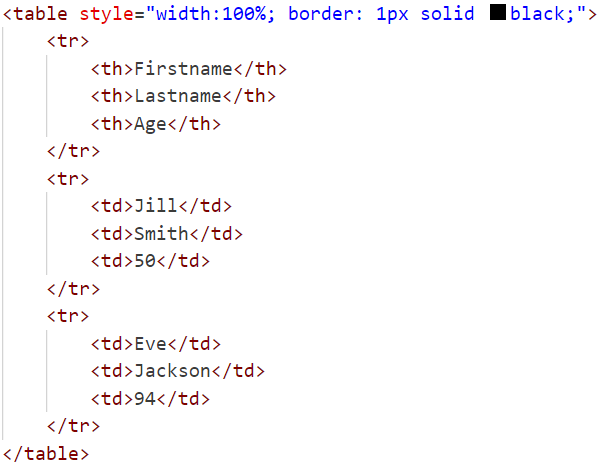 <table style="width:100%; border: 1px solid black;">
    <tr>
        <th>Firstname</th>
        <th>Lastname</th>
        <th>Age</th>
    </tr>
    <tr>
        <td>Jill</td>
        <td>Smith</td>
        <td>50</td>
    </tr>
    <tr>
        <td>Eve</td>
        <td>Jackson</td>
        <td>94</td>
    </tr>
</table>